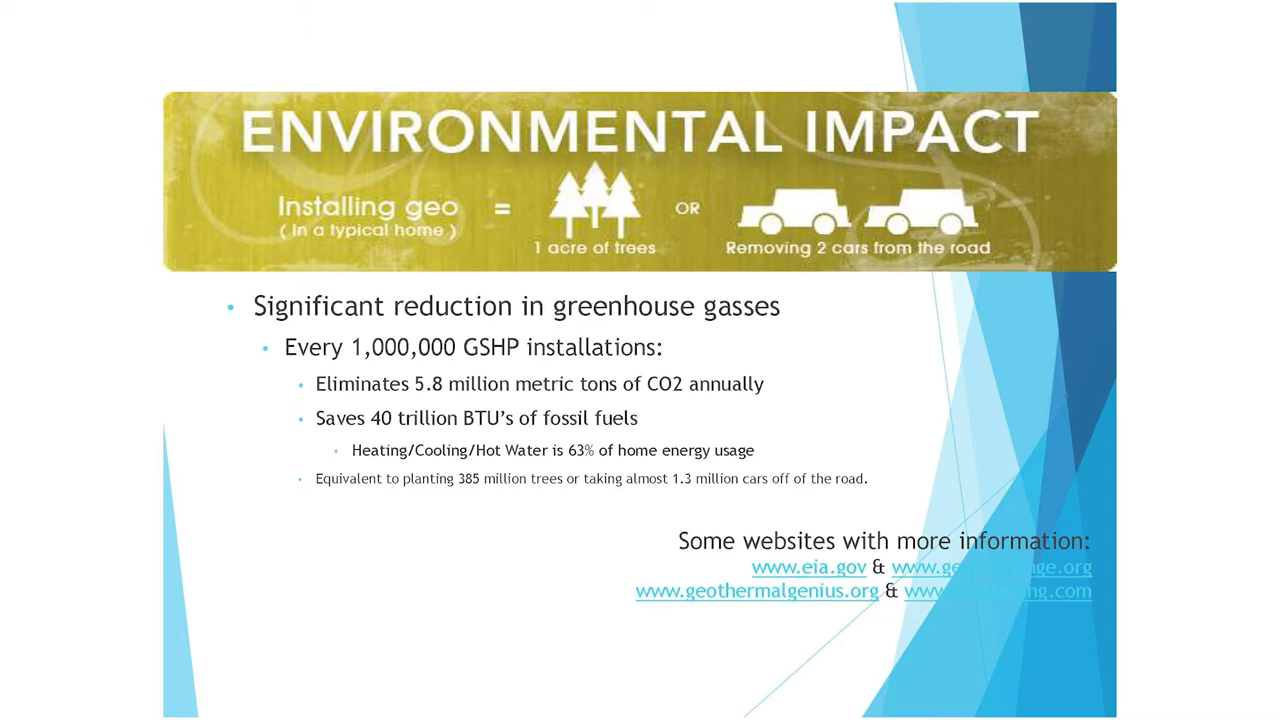 ENVIRONMENTAL IMPACT
Installing geo
( In a typical home )
=
1 acre of trees
OR
Removing 2 cars from the road
• Significant reduction in greenhouse gasses
• Every 1,000,000 GSHP installations:
• Eliminates 5.8 million metric tons of CO2 annually
• Saves 40 trillion BTU's of fossil fuels
• Heating/Cooling/Hot Water is 63% of home energy usage
• Equivalent to planting 385 million trees or taking almost 1.3 million cars off of the road.
Some websites with more information:
www.eia.gov &
www.geothermalgenius.org &